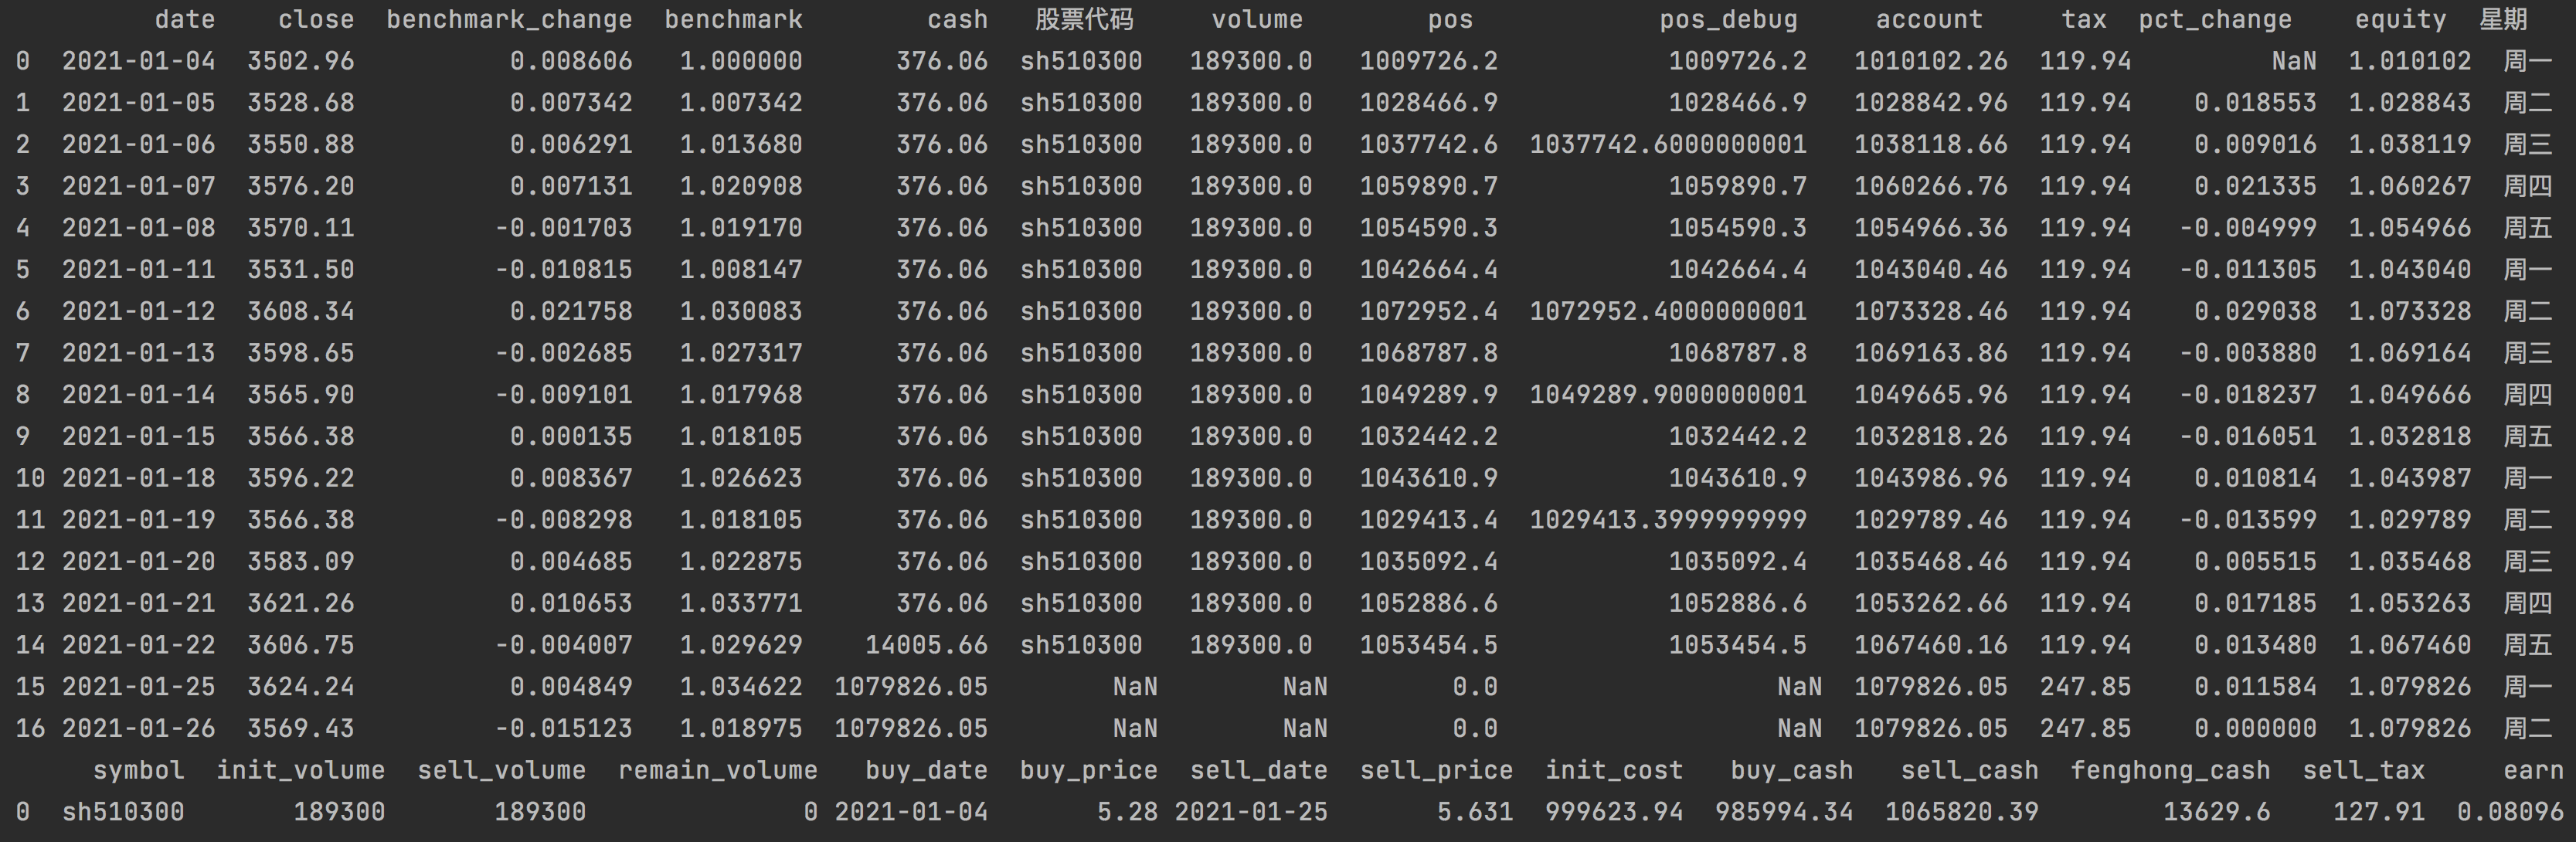 date close benchmark_change benchmark cash 股票代码 volume pos pos_debug account tax pct_change equity 星期
0 2021-01-04 3502.96 0.008606 1.000000 376.06 sh510300 189300.0 1009726.2 1009726.2 1010102.26 119.94 NaN 1.010102 周一
1 2021-01-05 3528.68 0.007342 1.007342 376.06 sh510300 189300.0 1028466.9 1028466.9 1028842.96 119.94 0.018553 1.028843 周二
2 2021-01-06 3550.88 0.006291 1.013680 376.06 sh510300 189300.0 1037742.6 1037742.6000000001 1038118.66 119.94 0.009016 1.038119 周三
3 2021-01-07 3576.20 0.007131 1.020908 376.06 sh510300 189300.0 1059890.7 1059890.7 1060266.76 119.94 0.021335 1.060267 周四
4 2021-01-08 3570.11 -0.001703 1.019170 376.06 sh510300 189300.0 1054590.3 1054590.3 1054966.36 119.94 -0.004999 1.054966 周五
5 2021-01-11 3531.50 -0.010815 1.008147 376.06 sh510300 189300.0 1042664.4 1042664.4 1043040.46 119.94 -0.011305 1.043040 周一
6 2021-01-12 3608.34 0.021758 1.030083 376.06 sh510300 189300.0 1072952.4 1072952.4000000001 1073328.46 119.94 0.029038 1.073328 周二
7 2021-01-13 3598.65 -0.002685 1.027317 376.06 sh510300 189300.0 1068787.8 1068787.8 1069163.86 119.94 -0.003880 1.069164 周三
8 2021-01-14 3565.90 -0.009101 1.017968 376.06 sh510300 189300.0 1049289.9 1049289.9000000001 1049665.96 119.94 -0.018237 1.049666 周四
9 2021-01-15 3566.38 0.000135 1.018105 376.06 sh510300 189300.0 1032442.2 1032442.2 1032818.26 119.94 -0.016051 1.032818 周五
10 2021-01-18 3596.22 0.008367 1.026623 376.06 sh510300 189300.0 1043610.9 1043610.9 1043986.96 119.94 0.010814 1.043987 周一
11 2021-01-19 3566.38 -0.008298 1.018105 376.06 sh510300 189300.0 1029413.4 1029413.3999999999 1029789.46 119.94 -0.013599 1.029789 周二
12 2021-01-20 3583.09 0.004685 1.022875 376.06 sh510300 189300.0 1035092.4 1035092.4 1035468.46 119.94 0.005515 1.035468 周三
13 2021-01-21 3621.26 0.010653 1.033771 376.06 sh510300 189300.0 1052886.6 1052886.6 1053262.66 119.94 0.017185 1.053263 周四
14 2021-01-22 3606.75 -0.004007 1.029629 14005.66 sh510300 189300.0 1053454.5 1053454.5 1067460.16 119.94 0.013480 1.067460 周五
15 2021-01-25 3624.24 0.004849 1.034622 1079826.05 NaN NaN 0.0 NaN 1079826.05 247.85 0.011584 1.079826 周一
16 2021-01-26 3569.43 -0.015123 1.018975 1079826.05 NaN NaN 0.0 NaN 1079826.05 247.85 0.000000 1.079826 周二
symbol init_volume sell_volume remain_volume buy_date buy_price sell_date sell_price init_cost buy_cash sell_cash fenghong_cash sell_tax earn
0 sh510300 189300 189300 0 2021-01-04 5.28 2021-01-25 5.631 999623.94 985994.34 1065820.39 13629.6 127.91 0.08096